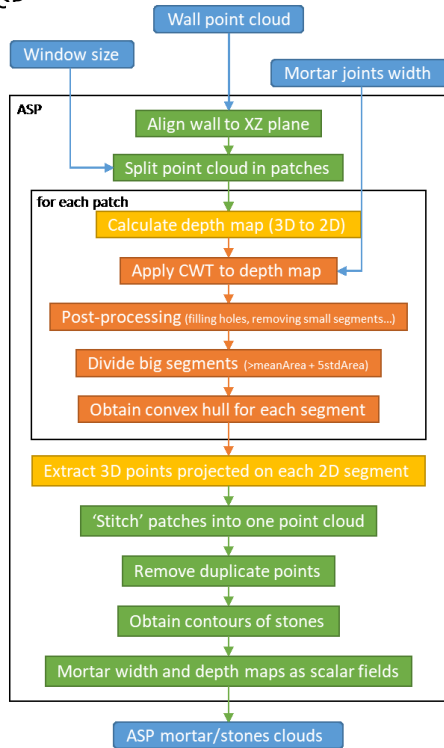 Wall point cloud
Window size
Mortar joints width
ASP
Align wall to XZ plane
Split point cloud in patches
for each patch
Calculate depth map (3D to 2D)
Apply CWT to depth map
Post-processing (filling holes, removing small segments...)
Divide big segments (>meanArea + 5stdArea)
Obtain convex hull for each segment
Extract 3D points projected on each 2D segment
‘Stitch’ patches into one point cloud
Remove duplicate points
Obtain contours of stones
Mortar width and depth maps as scalar fields
ASP mortar/stones clouds